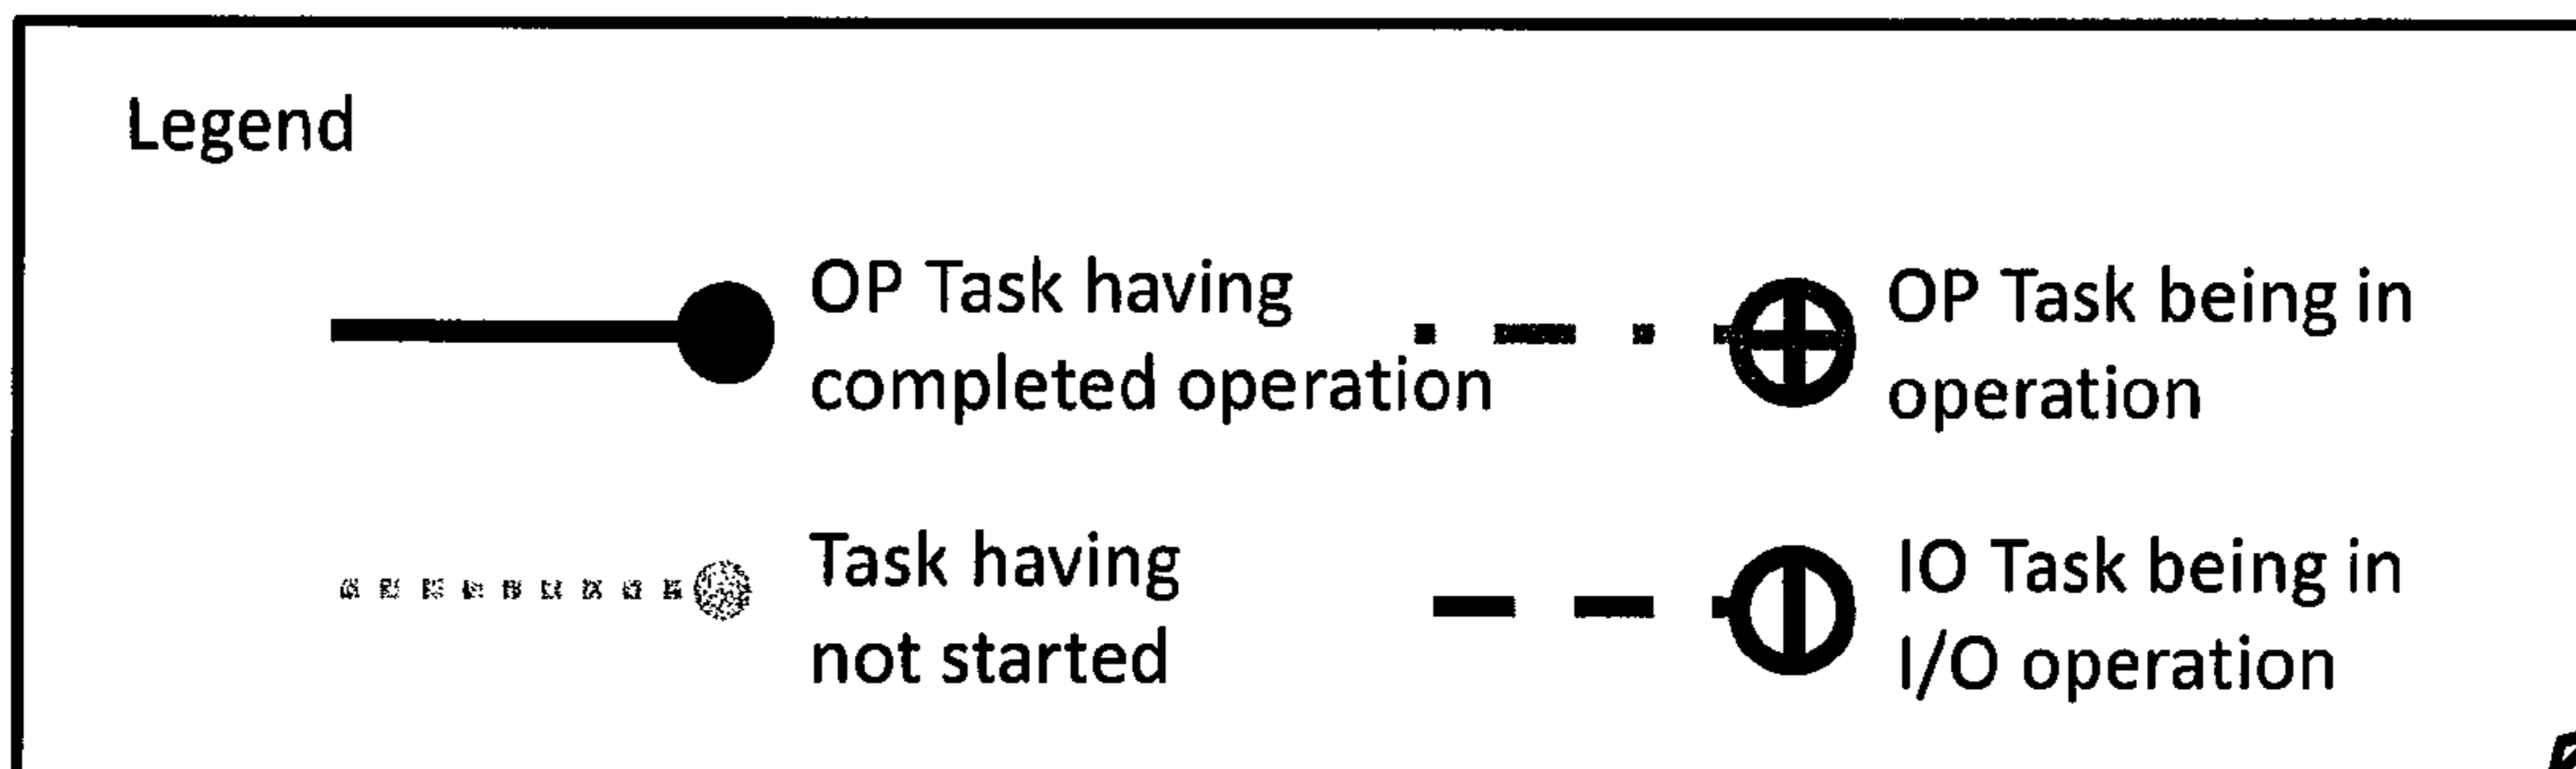 Legend
OP Task having
completed operation
OP Task being in
operation
Task having
not started
IO Task being in
I/O operation